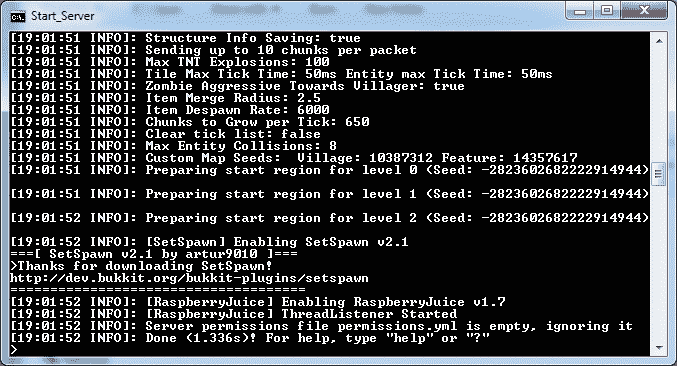 Start_Server
[19:01:51 INFO]: Structure Info Saving: true
[19:01:51 INFO]: Sending up to 10 chunks per packet
[19:01:51 INFO]: Max TNT Explosions: 100
[19:01:51 INFO]: Tile Max Tick Time: 50ms Entity max Tick Time: 50ms
[19:01:51 INFO]: Zombie Aggressive Towards Villager: true
[19:01:51 INFO]: Item Merge Radius: 2.5
[19:01:51 INFO]: Item Despawn Rate: 6000
[19:01:51 INFO]: Chunks to Grow per Tick: 650
[19:01:51 INFO]: Clear tick list: false
[19:01:51 INFO]: Max Entity Collisions: 8
[19:01:51 INFO]: Custom Map Seeds:  Village: 10387312 Feature: 14357617
[19:01:51 INFO]: Preparing start region for level 0 (Seed: -2823602682222914944)
[19:01:51 INFO]: Preparing start region for level 1 (Seed: -2823602682222914944)
[19:01:52 INFO]: Preparing start region for level 2 (Seed: -2823602682222914944)
[19:01:52 INFO]: [SetSpawn] Enabling SetSpawn v2.1
===[ SetSpawn v2.1 by artur9010 ]===
>Thanks for downloading SetSpawn!
http://dev.bukkit.org/bukkit-plugins/setspawn
====================================
[19:01:52 INFO]: [RaspberryJuice] Enabling RaspberryJuice v1.7
[19:01:52 INFO]: [RaspberryJuice] ThreadListener Started
[19:01:52 INFO]: Server permissions file permissions.yml is empty, ignoring it
[19:01:52 INFO]: Done (1.336s)! For help, type "help" or "?"
>